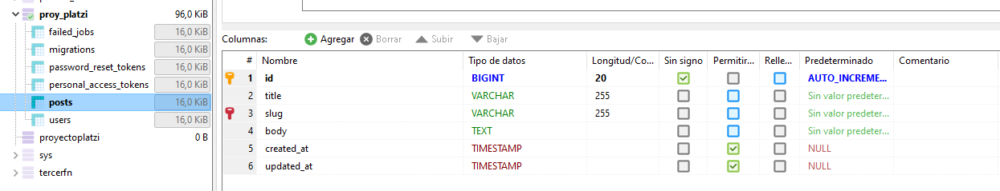 proy_platzi 96,0 KiB
failed_jobs 16,0 KiB
migrations 16,0 KiB
password_reset_tokens 16,0 KiB
personal_access_tokens 16,0 KiB
posts 16,0 KiB
users 16,0 KiB
proyectoplatzi 0 B
sys
tercerfn
Columnas: Agregar Borrar Subir Bajar
# Nombre Tipo de datos Longitud/Co... Sin signo Permitir... Relle... Predeterminado Comentario
1 id BIGINT 20 AUTO_INCREME...
2 title VARCHAR 255 Sin valor predeter...
3 slug VARCHAR 255 Sin valor predeter...
4 body TEXT Sin valor predeter...
5 created_at TIMESTAMP NULL
6 updated_at TIMESTAMP NULL